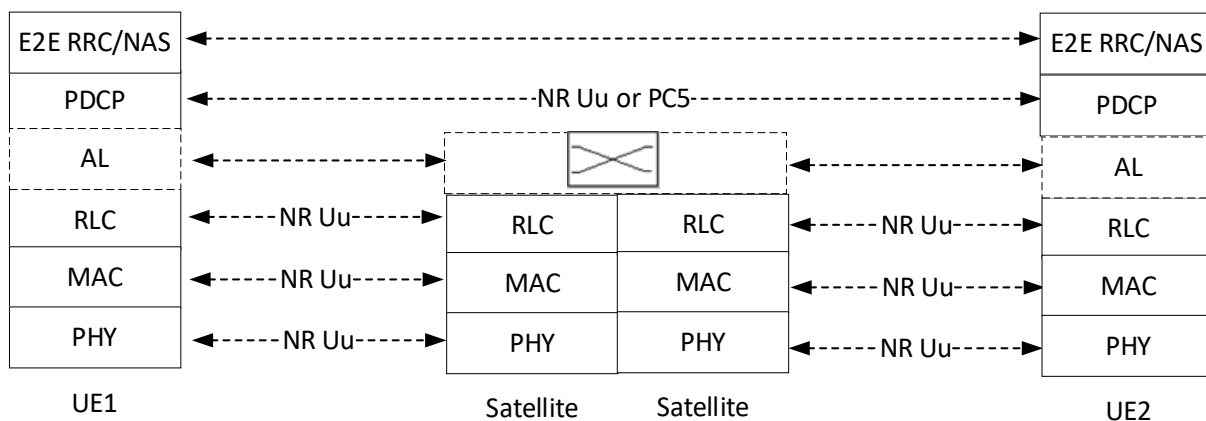 E2E RRC/NAS
E2E RRC/NAS
PDCP
NR Uu or PC5
PDCP
AL
AL
RLC
NR Uu
RLC
RLC
NR Uu
RLC
MAC
NR Uu
MAC
MAC
NR Uu
MAC
PHY
NR Uu
PHY
PHY
NR Uu
PHY
UE1
Satellite
Satellite
UE2